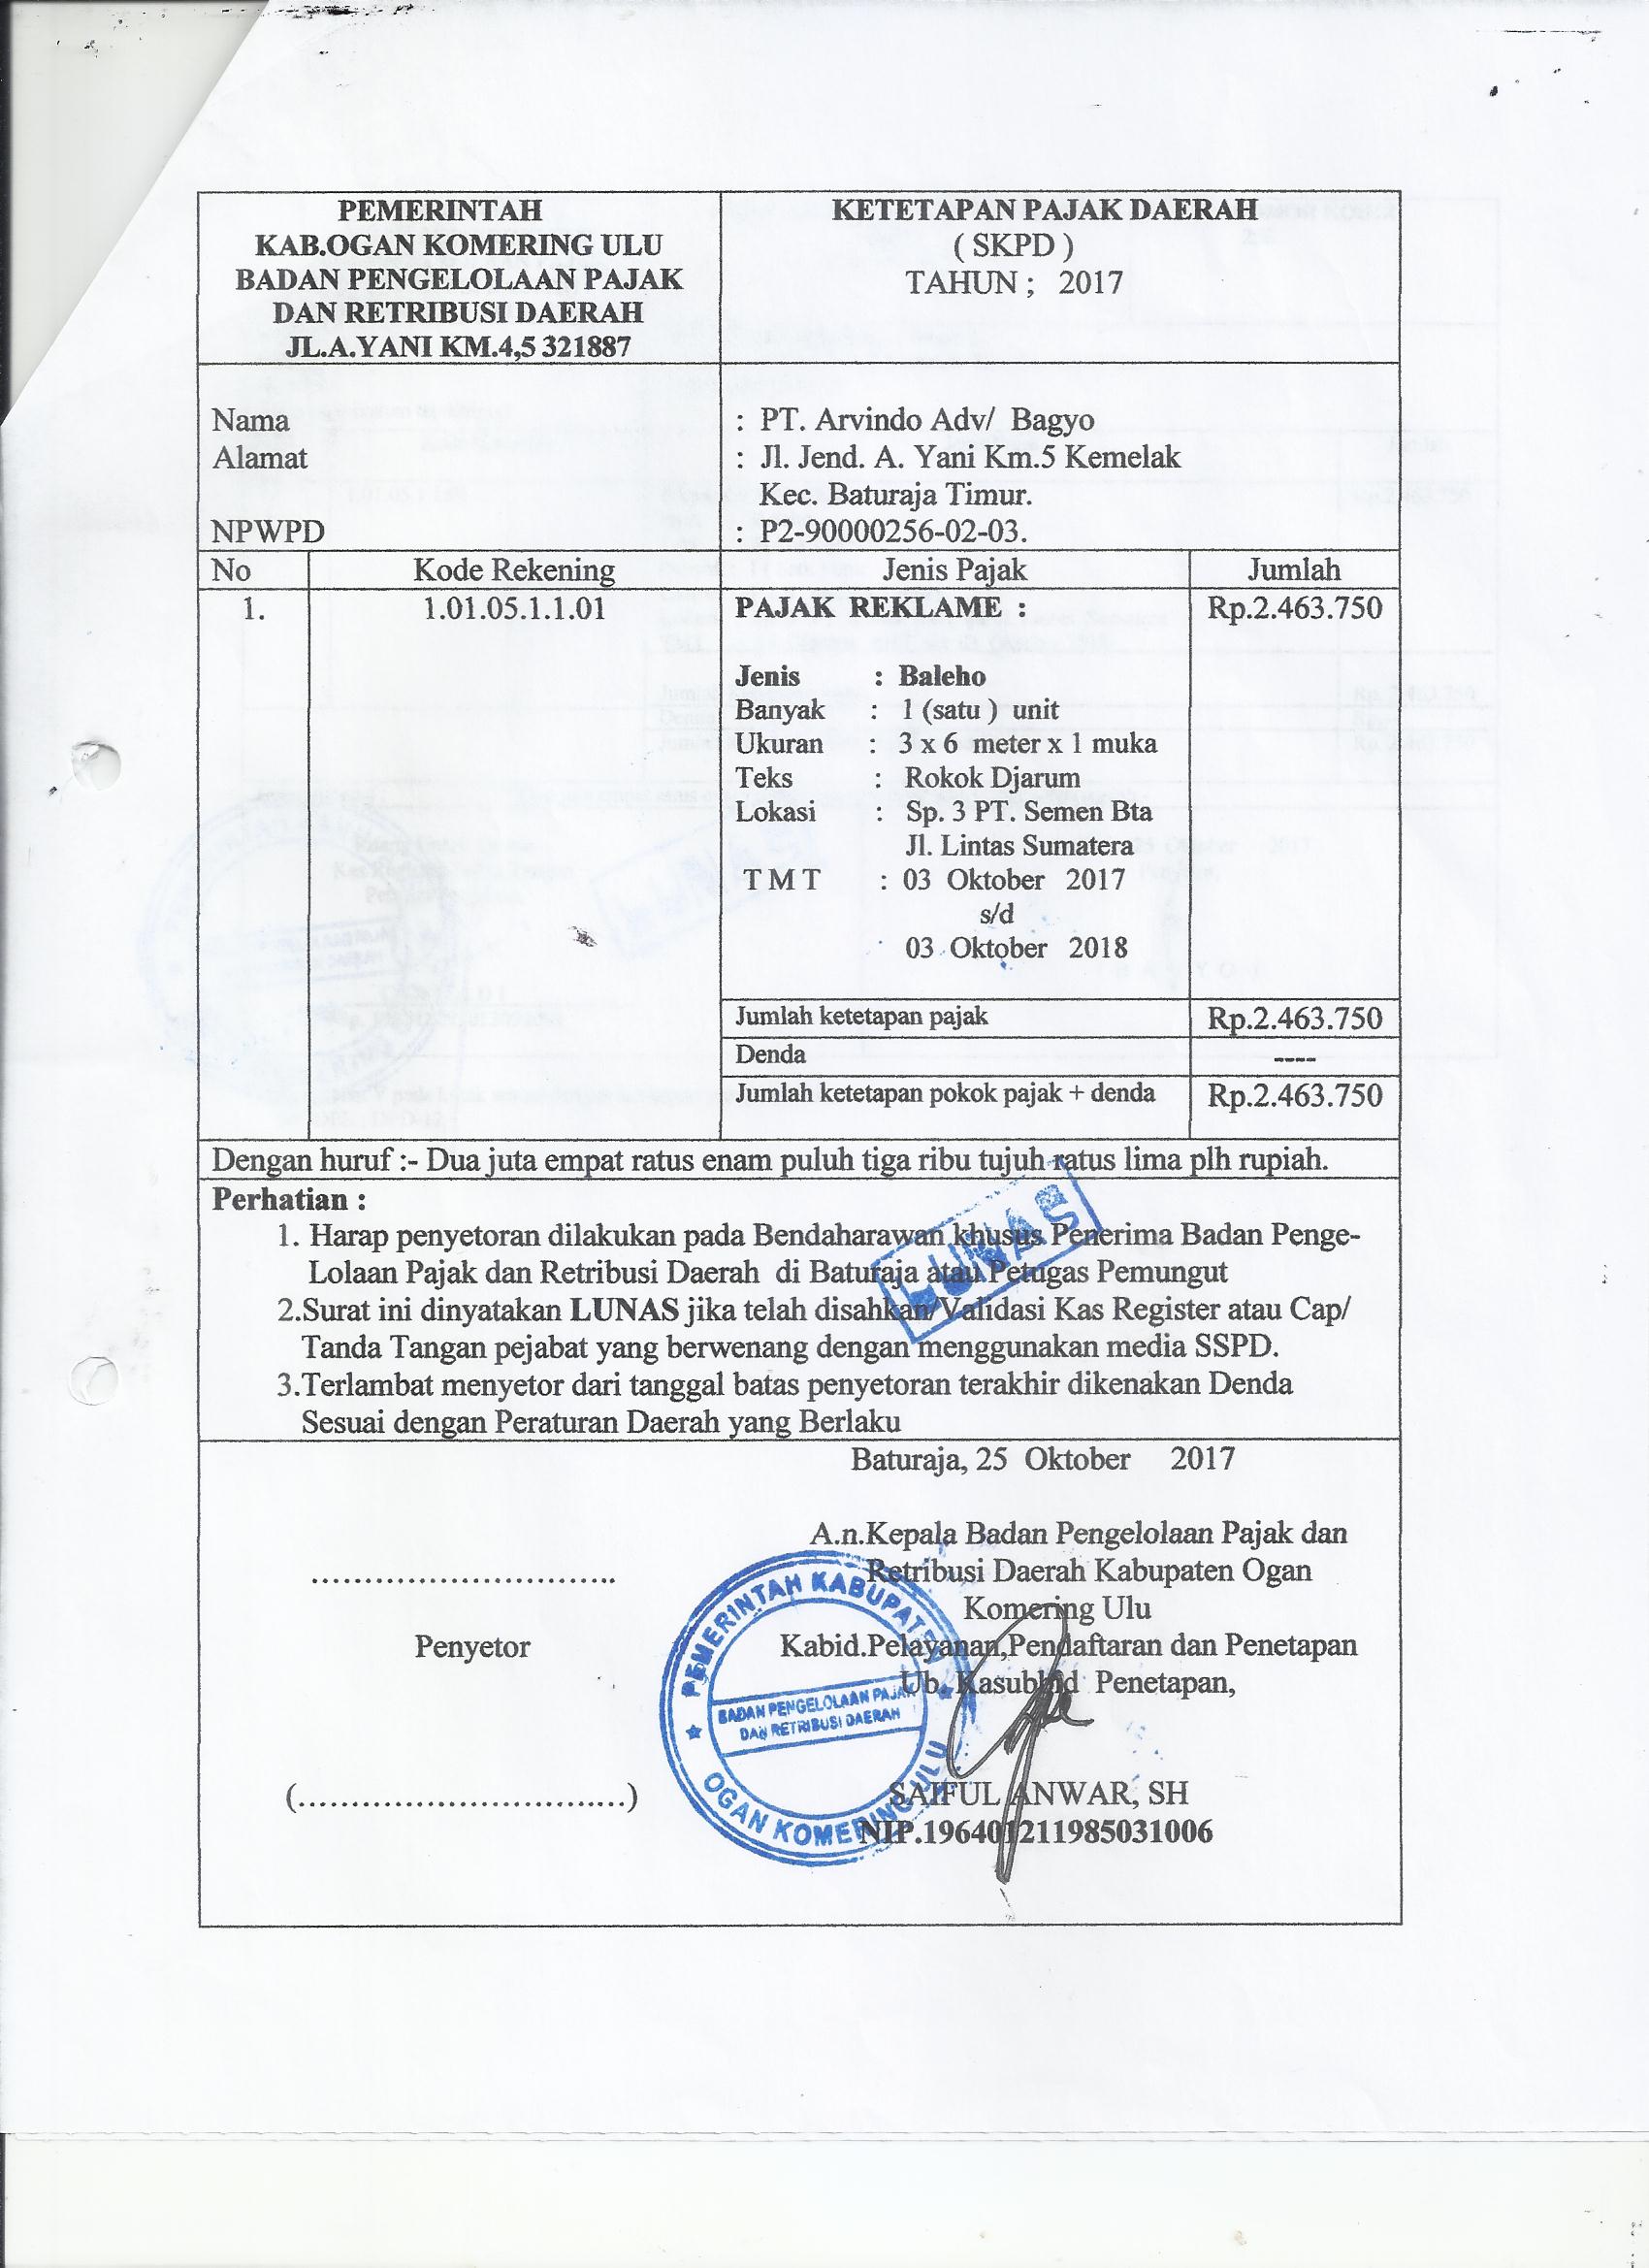 PEMERINTAH
KAB.OGAN KOMERING ULU
BADAN PENGELOLAAN PAJAK
DAN RETRIBUSI DAERAH
JL.A.YANI KM.4,5 321887
KETETAPAN PAJAK DAERAH
( SKPD )
TAHUN ; 2017
Nama : PT. Arvindo Adv/ Bagyo
Alamat : Jl. Jend. A. Yani Km.5 Kemelak
Kec. Baturaja Timur.
NPWPD : P2-90000256-02-03.
No Kode Rekening Jenis Pajak Jumlah
1. 1.01.05.1.1.01 PAJAK REKLAME : Rp.2.463.750
Jenis : Baleho
Banyak : 1 (satu ) unit
Ukuran : 3 x 6 meter x 1 muka
Teks : Rokok Djarum
Lokasi : Sp. 3 PT. Semen Bta
Jl. Lintas Sumatera
T M T : 03 Oktober 2017
s/d
03 Oktober 2018
Jumlah ketetapan pajak Rp.2.463.750
Denda ----
Jumlah ketetapan pokok pajak + denda Rp.2.463.750
Dengan huruf :- Dua juta empat ratus enam puluh tiga ribu tujuh ratus lima plh rupiah.
Perhatian :
1. Harap penyetoran dilakukan pada Bendaharawan khusus Penerima Badan Penge-
Lolaan Pajak dan Retribusi Daerah di Baturaja atau Petugas Pemungut
2.Surat ini dinyatakan LUNAS jika telah disahkan/Validasi Kas Register atau Cap/
Tanda Tangan pejabat yang berwenang dengan menggunakan media SSPD.
3.Terlambat menyetor dari tanggal batas penyetoran terakhir dikenakan Denda
Sesuai dengan Peraturan Daerah yang Berlaku
LUNAS
Baturaja, 25 Oktober 2017
A.n.Kepala Badan Pengelolaan Pajak dan
Retribusi Daerah Kabupaten Ogan
Komering Ulu
Kabid.Pelayanan,Pendaftaran dan Penetapan
Ub. Kasubbid Penetapan,
.............................
Penyetor
(...............................)
PEMERINTAH KABUPATEN
BADAN PENGELOLAAN PAJAK
DAN RETRIBUSI DAERAH
OGAN KOMERING ULU
SAIFUL ANWAR, SH
NIP.196401211985031006